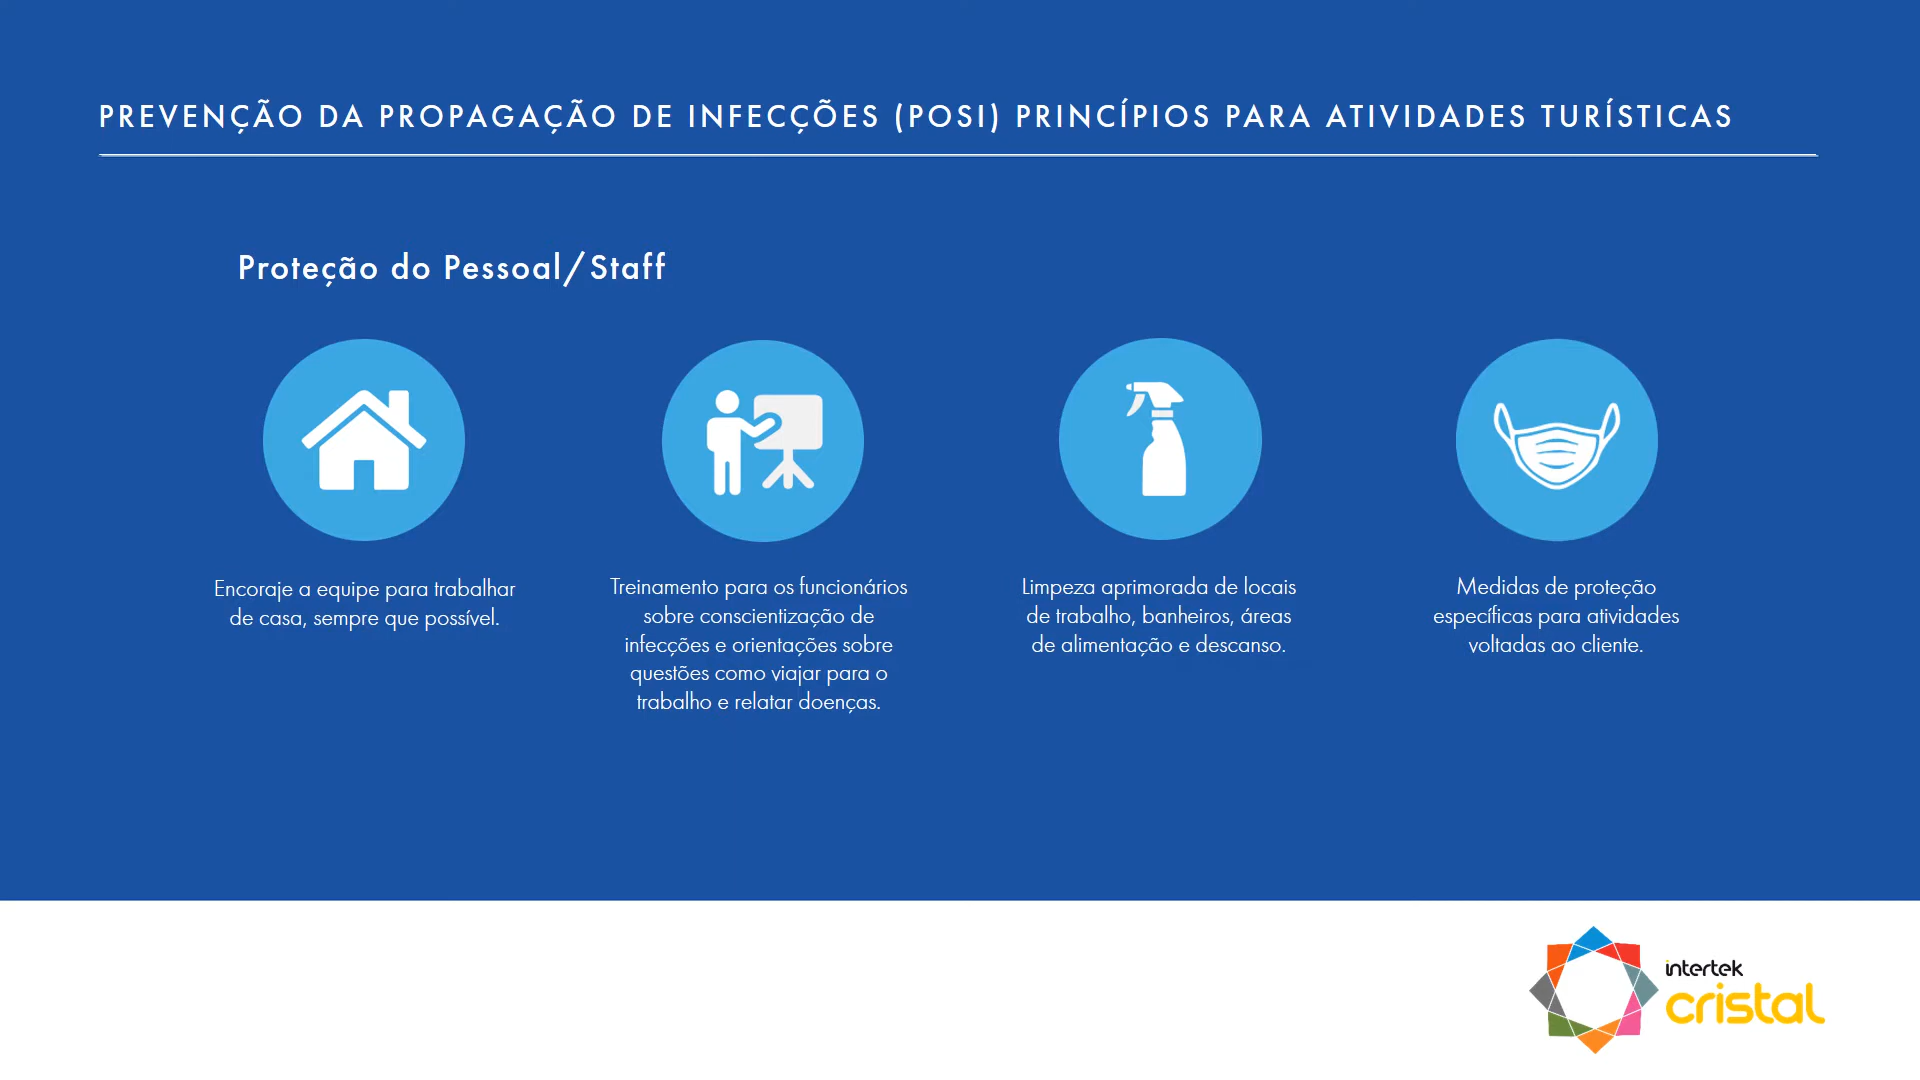 PREVENÇÃO DA PROPAGAÇÃO DE INFECÇÕES (POSI) PRINCÍPIOS PARA ATIVIDADES TURÍSTICAS
Proteção do Pessoal/Staff
Encoraje a equipe para trabalhar
de casa, sempre que possível.
Treinamento para os funcionários
sobre conscientização de
infecções e orientações sobre
questões como viajar para o
trabalho e relatar doenças.
Limpeza aprimorada de locais
de trabalho, banheiros, áreas
de alimentação e descanso.
Medidas de proteção
específicas para atividades
voltadas ao cliente.
intertek
cristal